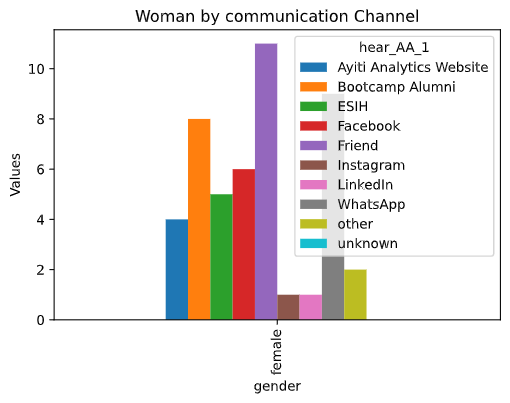 Woman by communication Channel
hear_AA_1
Ayiti Analytics Website
Bootcamp Alumni
ESIH
Facebook
Friend
Instagram
LinkedIn
WhatsApp
other
unknown
Values
10
8
6
4
2
0
female
gender